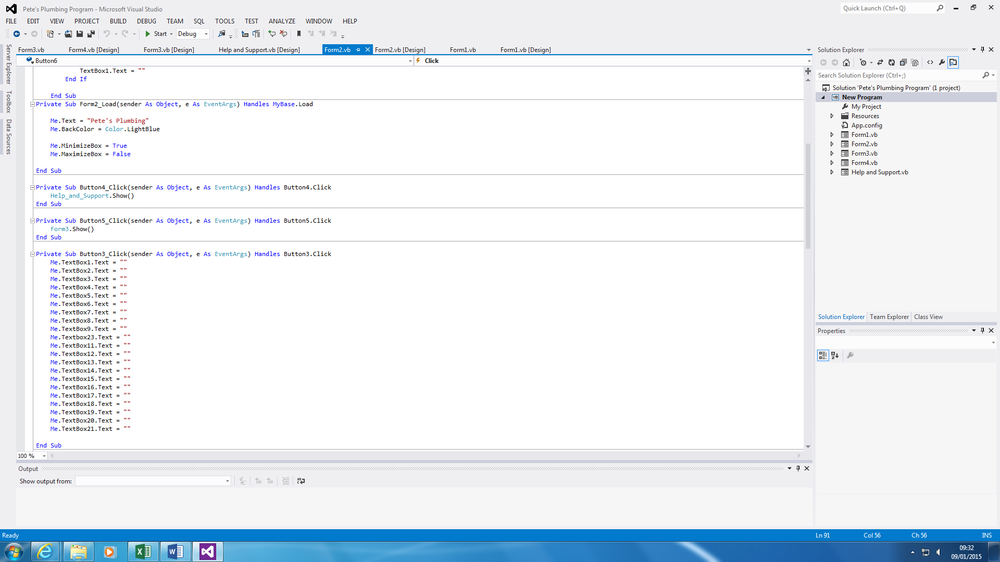 Pete's Plumbing Program - Microsoft Visual Studio
Quick Launch (Ctrl+Q)
FILE EDIT VIEW PROJECT BUILD DEBUG TEAM SQL TOOLS TEST ANALYZE WINDOW HELP
Start Debug
Server Explorer
Toolbox
Data Sources
Form3.vb Form4.vb [Design] Form3.vb [Design] Help and Support.vb [Design] Form2.vb Form2.vb [Design] Form1.vb Form1.vb [Design]
Button6 Click
TextBox1.Text = ""
End If
End Sub
Private Sub Form2_Load(sender As Object, e As EventArgs) Handles MyBase.Load
Me.Text = "Pete's Plumbing"
Me.BackColor = Color.LightBlue
Me.MinimizeBox = True
Me.MaximizeBox = False
End Sub
Private Sub Button4_Click(sender As Object, e As EventArgs) Handles Button4.Click
Help_and_Support.Show()
End Sub
Private Sub Button5_Click(sender As Object, e As EventArgs) Handles Button5.Click
Form3.Show()
End Sub
Private Sub Button3_Click(sender As Object, e As EventArgs) Handles Button3.Click
Me.TextBox1.Text = ""
Me.TextBox2.Text = ""
Me.TextBox3.Text = ""
Me.TextBox4.Text = ""
Me.TextBox5.Text = ""
Me.TextBox6.Text = ""
Me.TextBox7.Text = ""
Me.TextBox8.Text = ""
Me.TextBox9.Text = ""
Me.Textbox23.Text = ""
Me.TextBox11.Text = ""
Me.TextBox12.Text = ""
Me.TextBox13.Text = ""
Me.TextBox14.Text = ""
Me.TextBox15.Text = ""
Me.TextBox16.Text = ""
Me.TextBox17.Text = ""
Me.TextBox18.Text = ""
Me.TextBox19.Text = ""
Me.TextBox20.Text = ""
Me.TextBox21.Text = ""
End Sub
100 %
Output
Show output from:
Solution Explorer
Search Solution Explorer (Ctrl+;)
Solution 'Pete's Plumbing Program' (1 project)
VB New Program
My Project
Resources
App.config
Form1.vb
Form2.vb
Form3.vb
Form4.vb
Help and Support.vb
Solution Explorer Team Explorer Class View
Properties
Ready Ln 91 Col 56 Ch 56 INS
09:32
09/01/2015